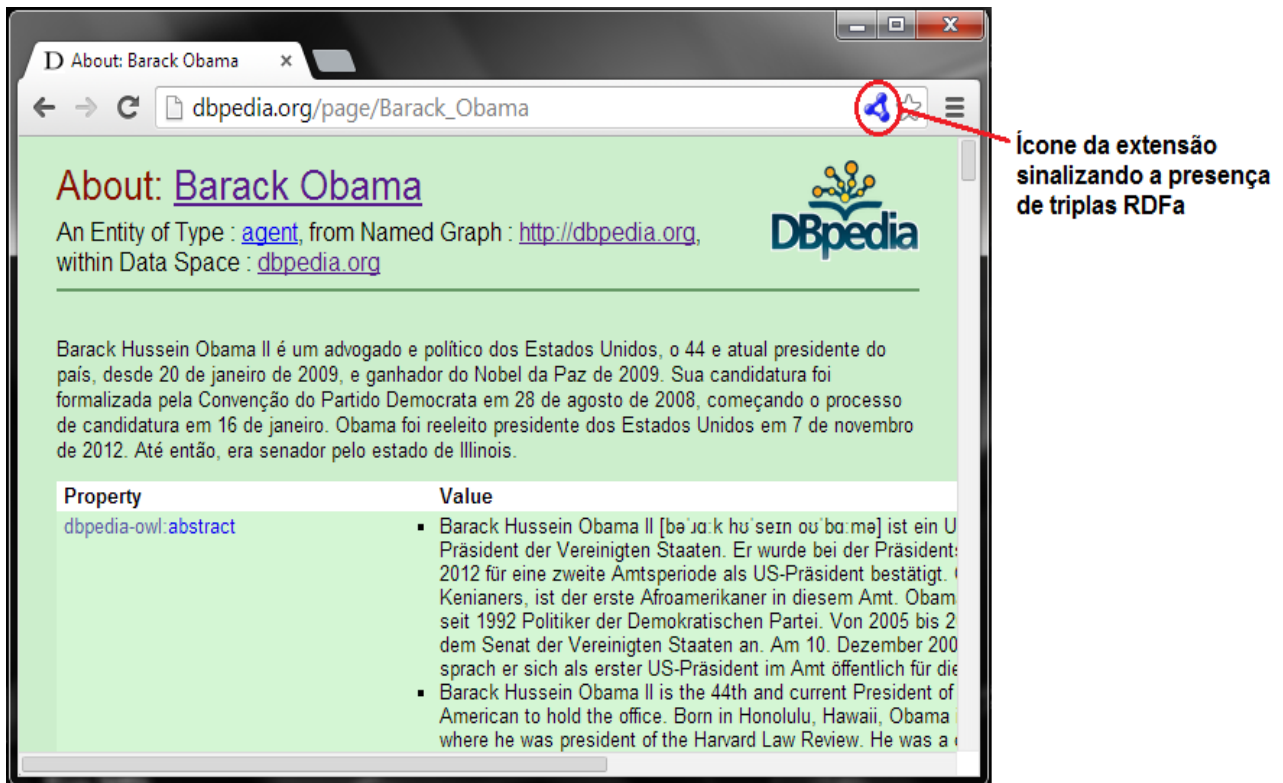 D About: Barack Obama
dbpedia.org/page/Barack_Obama
Ícone da extensão
sinalizando a presença
de triplas RDFa
About: Barack Obama
DBpedia
An Entity of Type : agent, from Named Graph : http://dbpedia.org,
within Data Space : dbpedia.org
Barack Hussein Obama II é um advogado e político dos Estados Unidos, o 44 e atual presidente do
país, desde 20 de janeiro de 2009, e ganhador do Nobel da Paz de 2009. Sua candidatura foi
formalizada pela Convenção do Partido Democrata em 28 de agosto de 2008, começando o processo
de candidatura em 16 de janeiro. Obama foi reeleito presidente dos Estados Unidos em 7 de novembro
de 2012. Até então, era senador pelo estado de Illinois.
Property Value
dbpedia-owl:abstract
▪ Barack Hussein Obama II [bəˈɹɑːk hʊˈseɪn oʊˈbɑːmə] ist ein U
Präsident der Vereinigten Staaten. Er wurde bei der Präsidents
2012 für eine zweite Amtsperiode als US-Präsident bestätigt.
Kenianers, ist der erste Afroamerikaner in diesem Amt. Obam
seit 1992 Politiker der Demokratischen Partei. Von 2005 bis 2
dem Senat der Vereinigten Staaten an. Am 10. Dezember 200
sprach er sich als erster US-Präsident im Amt öffentlich für die
▪ Barack Hussein Obama II is the 44th and current President of
American to hold the office. Born in Honolulu, Hawaii, Obama
where he was president of the Harvard Law Review. He was a